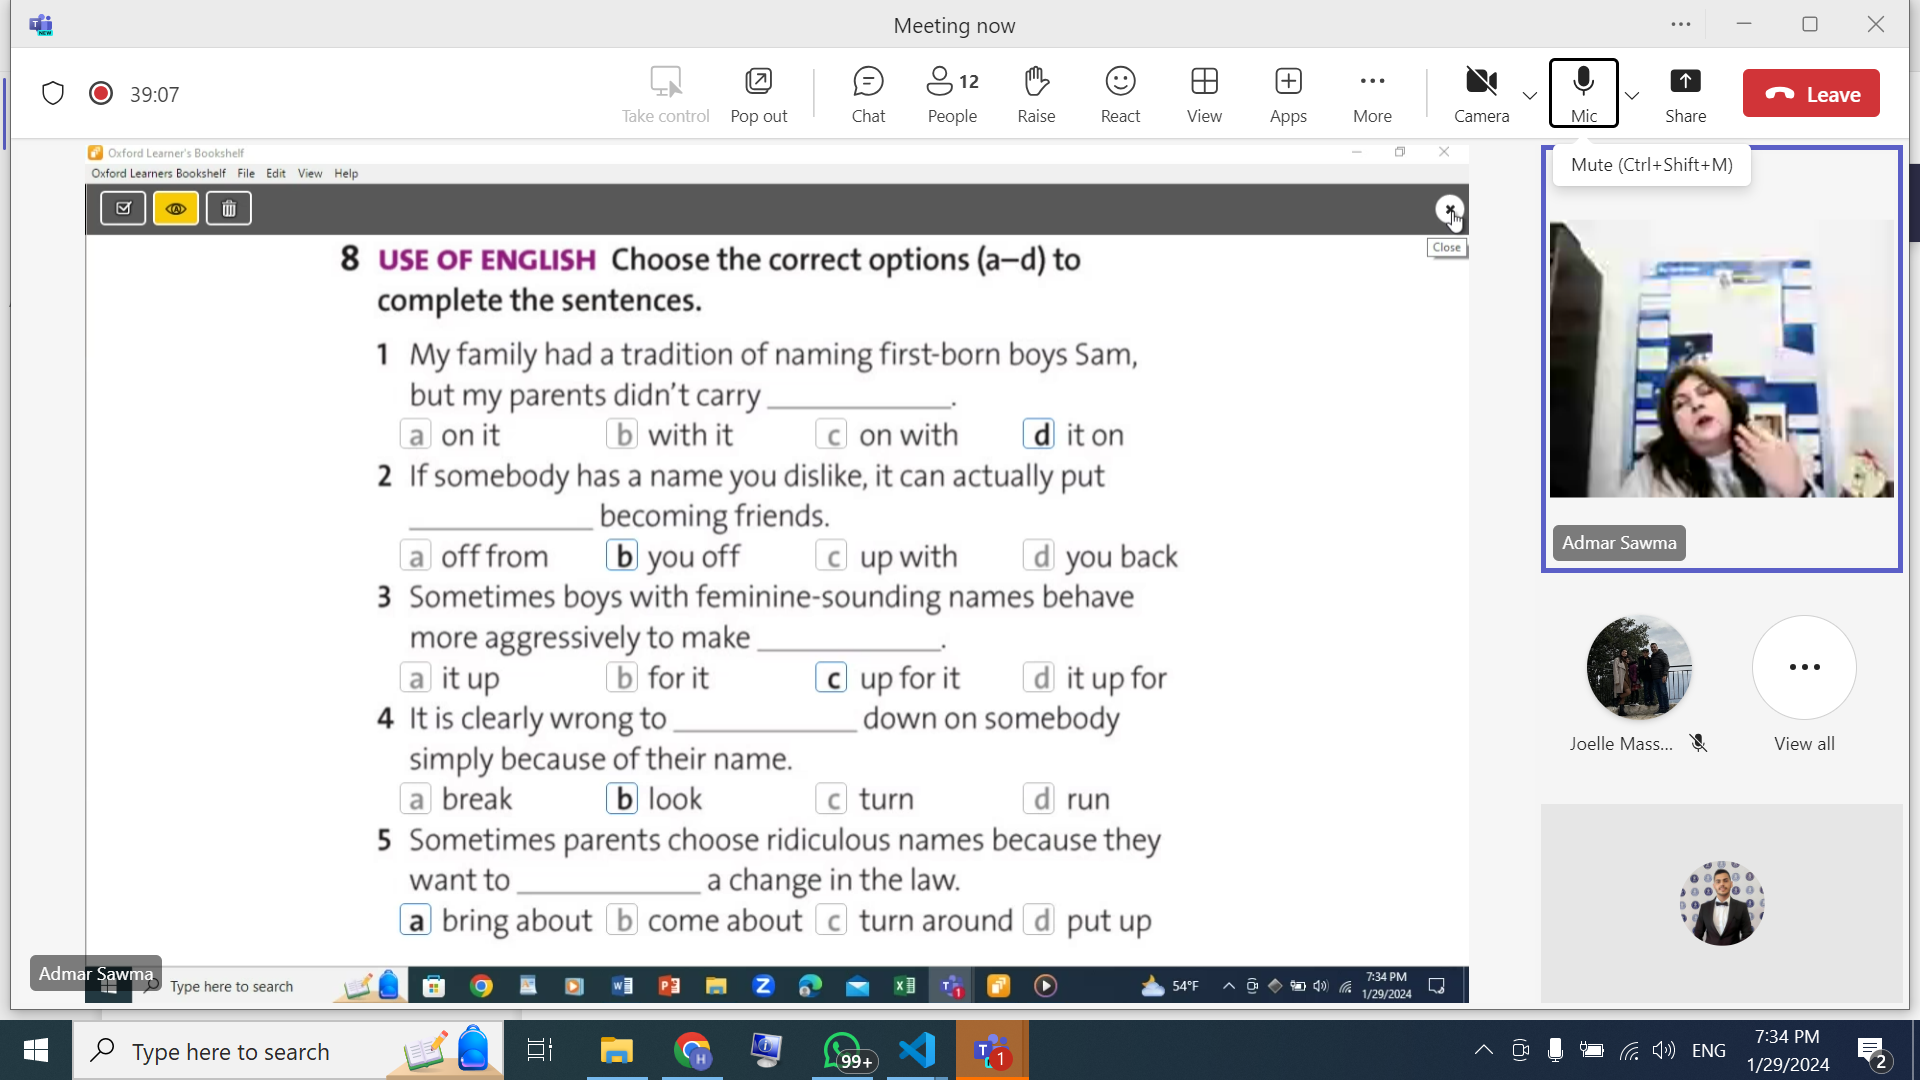 Meeting now
39:07
Take control
Pop out
Chat
12
People
Raise
React
View
Apps
More
Camera
Mic
Share
Leave
Mute (Ctrl+Shift+M)
Oxford Learner's Bookshelf
Oxford Learners Bookshelf File Edit View Help
Close
8 USE OF ENGLISH Choose the correct options (a–d) to
complete the sentences.
1 My family had a tradition of naming first-born boys Sam,
but my parents didn't carry ____________.
a on it b with it c on with d it on
2 If somebody has a name you dislike, it can actually put
____________ becoming friends.
a off from b you off c up with d you back
3 Sometimes boys with feminine-sounding names behave
more aggressively to make ____________.
a it up b for it c up for it d it up for
4 It is clearly wrong to ____________ down on somebody
simply because of their name.
a break b look c turn d run
5 Sometimes parents choose ridiculous names because they
want to ____________ a change in the law.
a bring about b come about c turn around d put up
Admar Sawma
Joelle Mass...
View all
Admar Sawma
Type here to search
54°F
7:34 PM
1/29/2024
Type here to search
99+
1
ENG
7:34 PM
1/29/2024
2